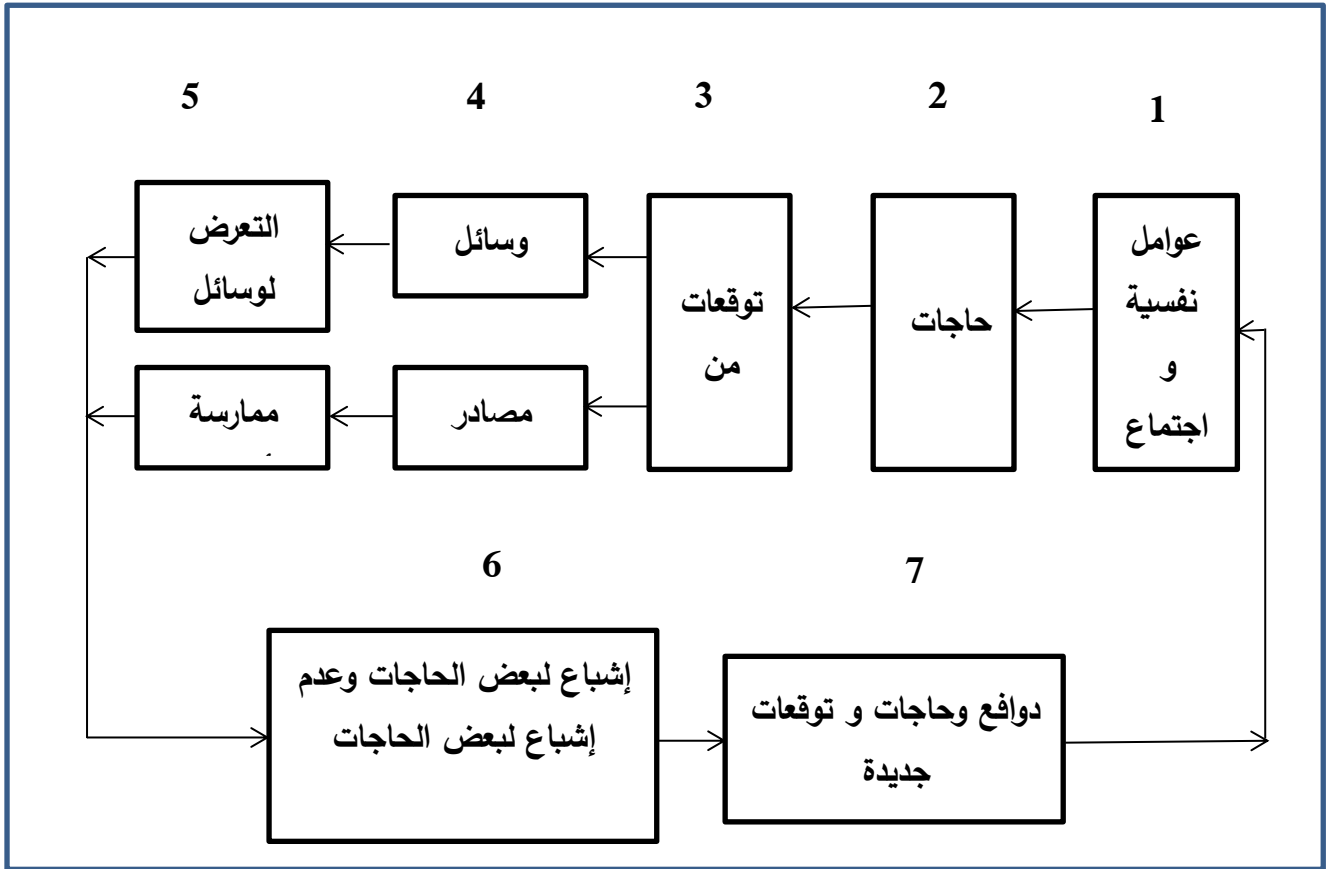 1
2
3
4
5
عوامل
نفسية
و
اجتماع
حاجات
توقعات
من
وسائل
مصادر
التعرض
لوسائل
ممارسة
6
7
إشباع لبعض الحاجات وعدم
إشباع لبعض الحاجات
دوافع وحاجات و توقعات
جديدة